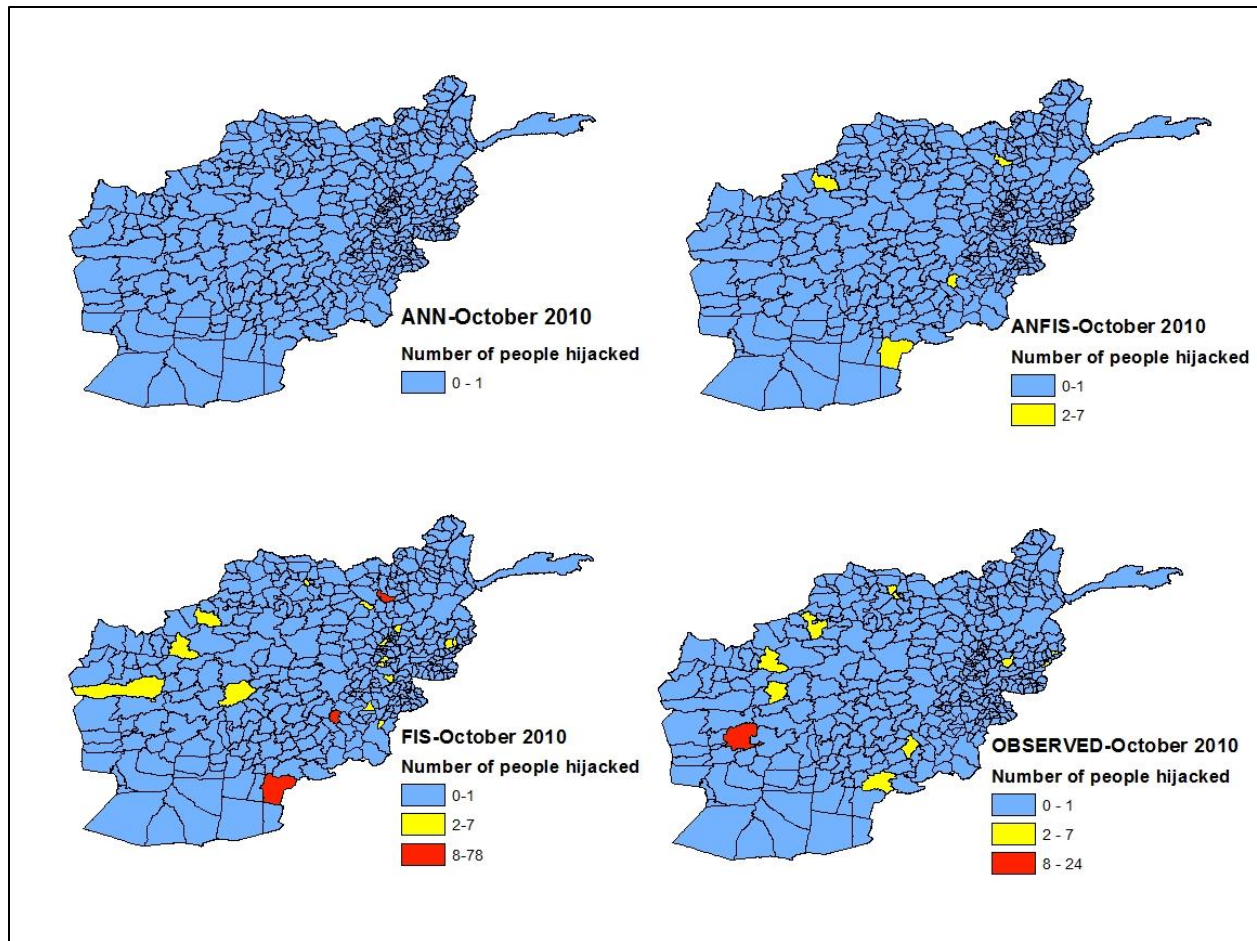 ANN-October 2010
Number of people hijacked
0 - 1
ANFIS-October 2010
Number of people hijacked
0-1
2-7
FIS-October 2010
Number of people hijacked
0-1
2-7
8-78
OBSERVED-October 2010
Number of people hijacked
0 - 1
2 - 7
8 - 24